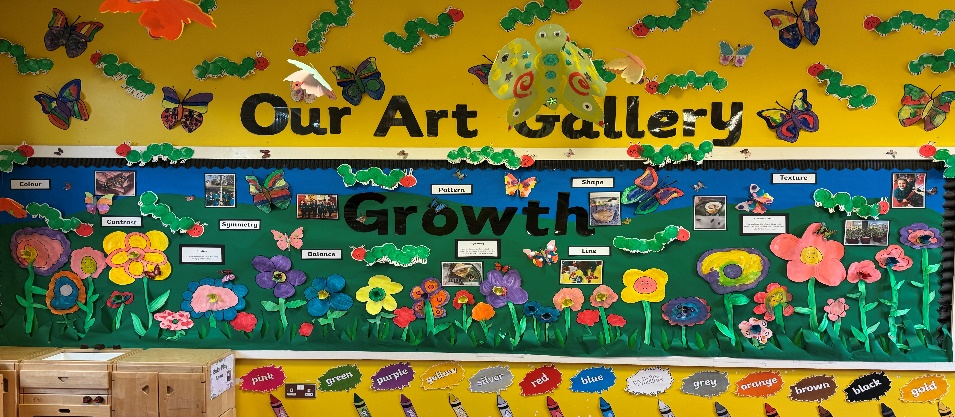 Our Art Gallery
Growth
Colour
Pattern
Shape
Texture
Contrast
Symmetry
Balance
Line
pink
green
purple
yellow
silver
red
blue
grey
orange
brown
black
gold